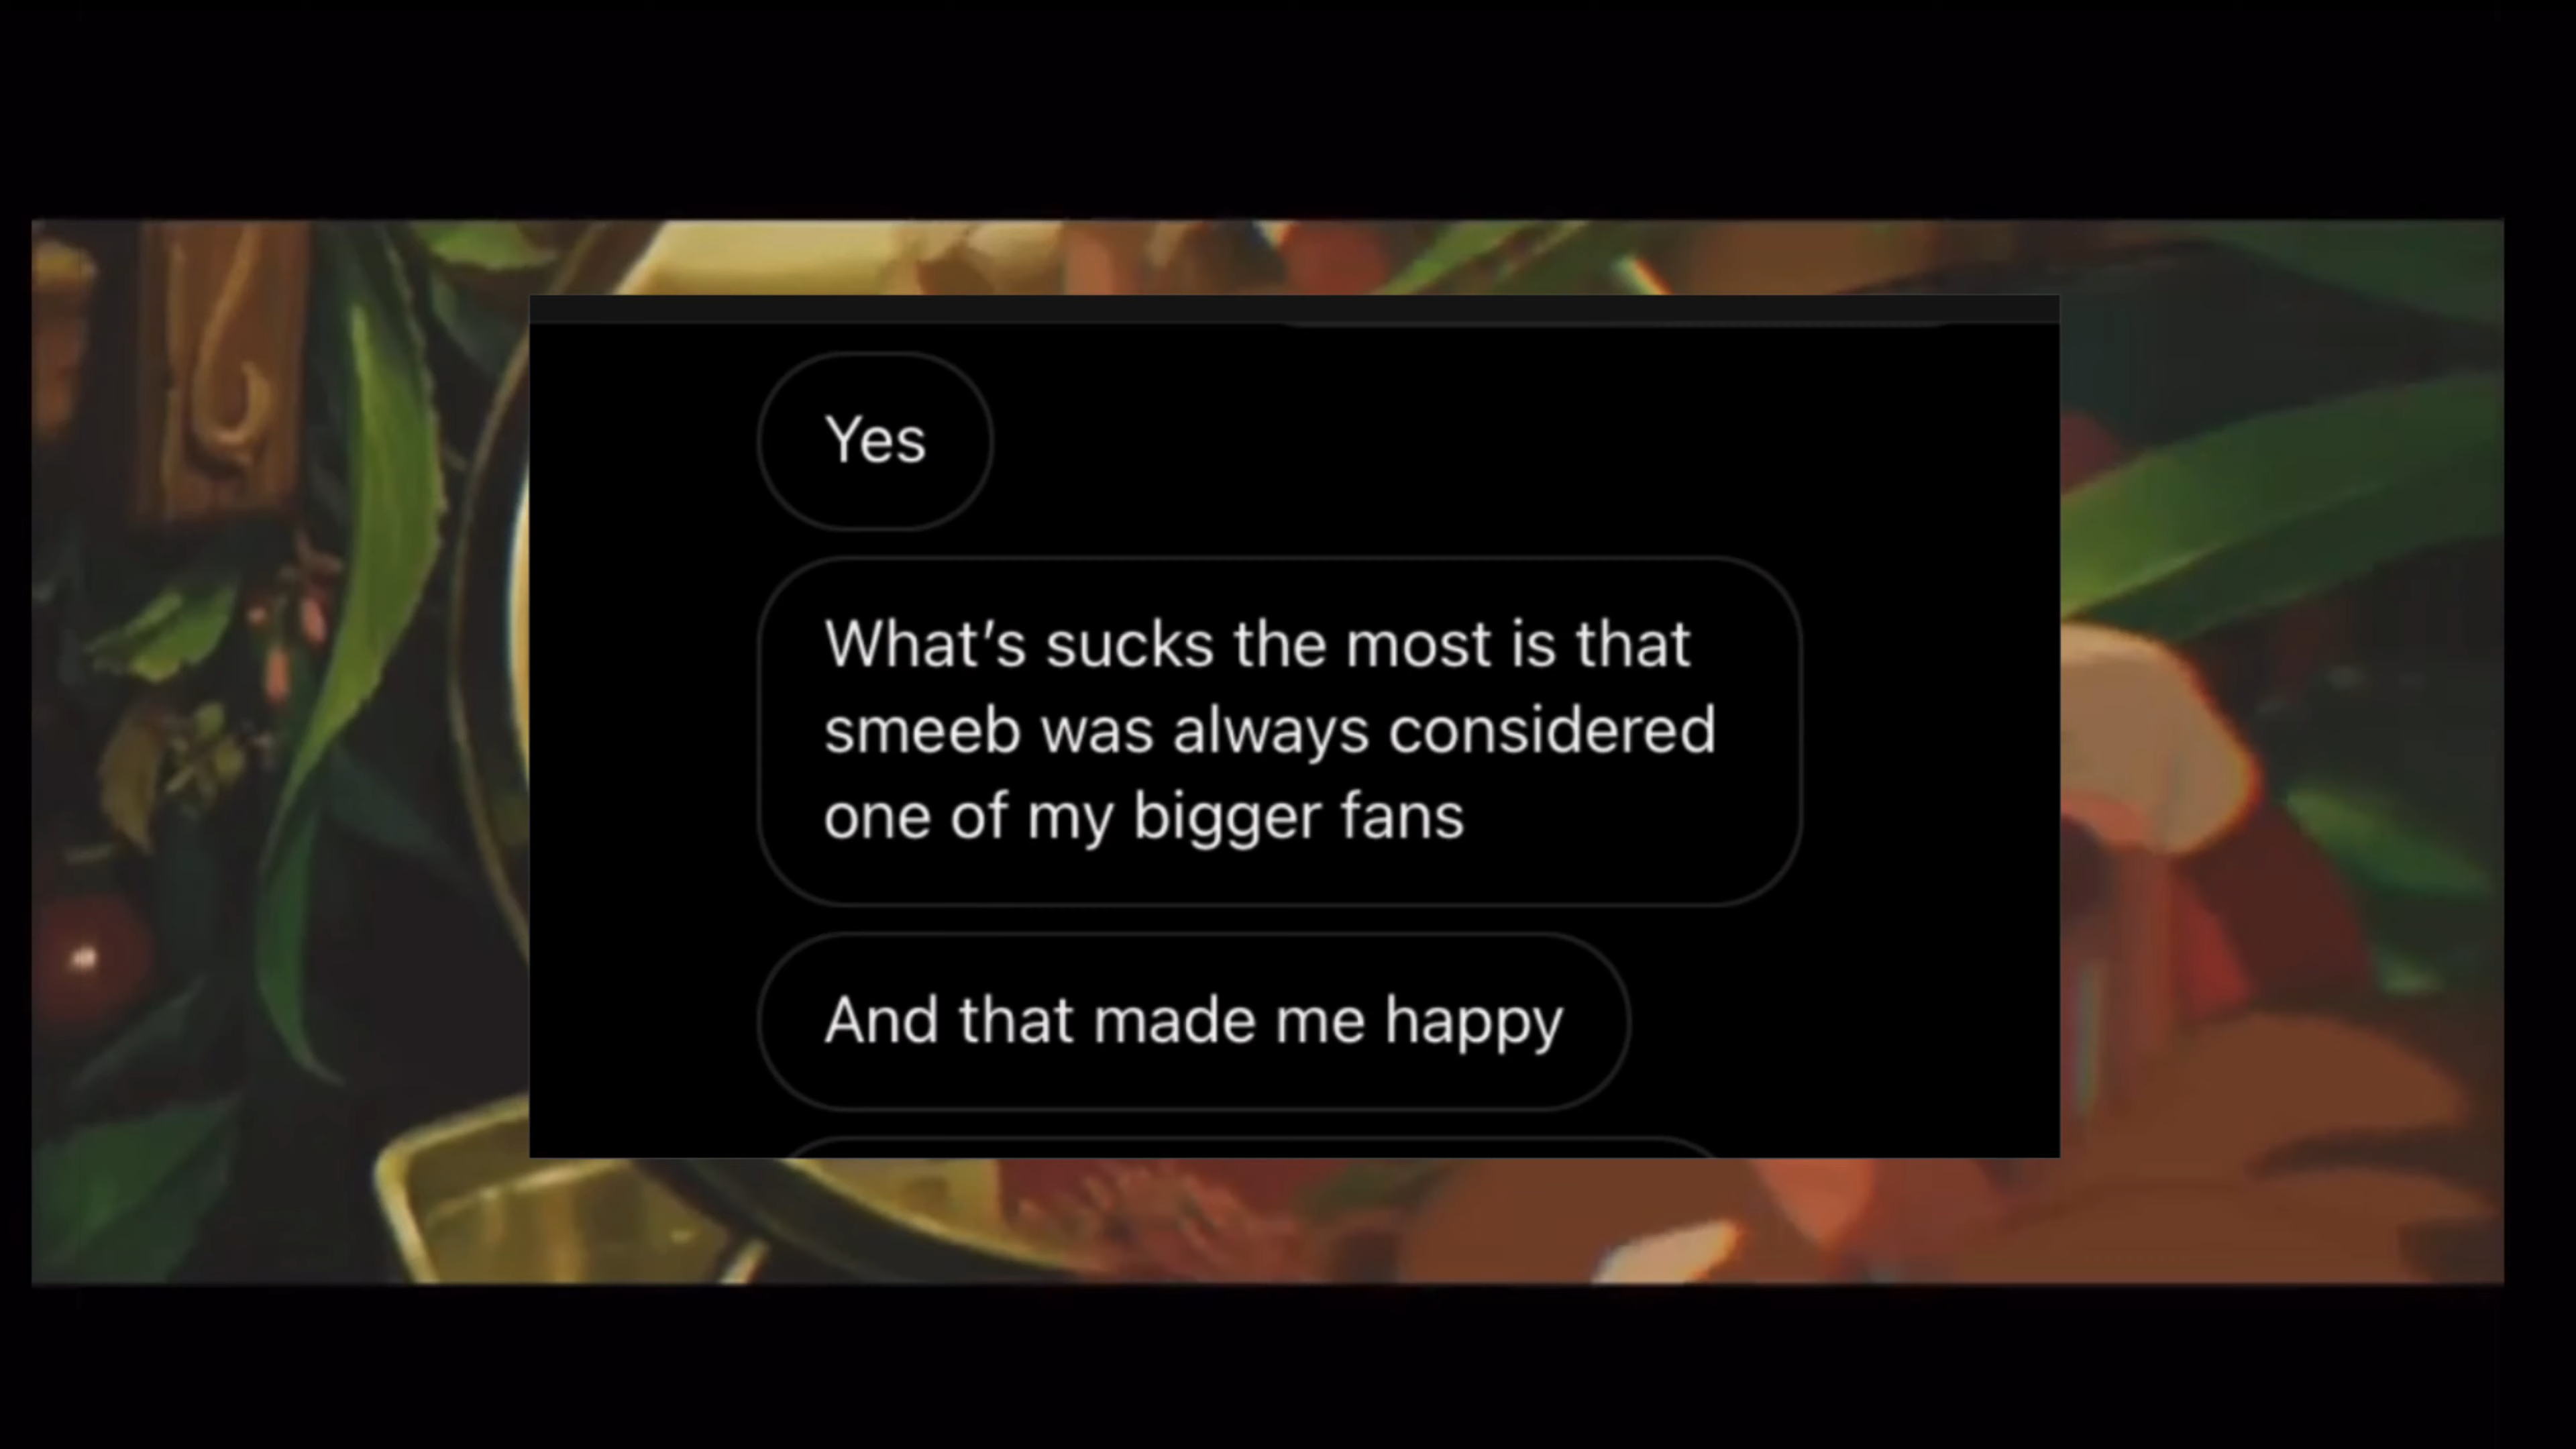 Yes
What’s sucks the most is that
smeeb was always considered
one of my bigger fans
And that made me happy